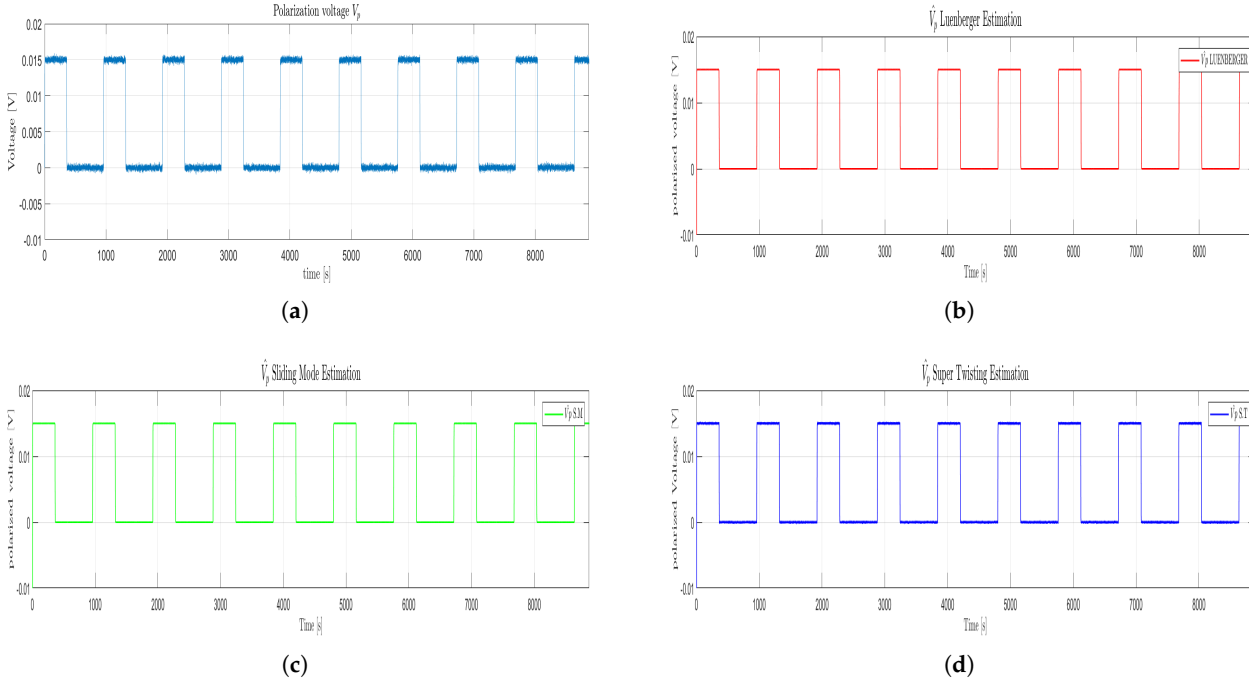 Polarization voltage V_p
0.02
0.015
0.01
0.005
0
-0.005
-0.01
Voltage [V]
0 1000 2000 3000 4000 5000 6000 7000 8000
time [s]
(a)
V̂_p Luenberger Estimation
0.02
0.01
0
-0.01
polarized voltage [V]
V̂p LUENBERGER
0 1000 2000 3000 4000 5000 6000 7000 8000
Time [s]
(b)
V̂_p Sliding Mode Estimation
0.02
0.01
0
-0.01
polarized voltage [V]
V̂p S.M
0 1000 2000 3000 4000 5000 6000 7000 8000
Time [s]
(c)
V̂_p Super Twisting Estimation
0.02
0.01
0
-0.01
polarized Voltage [V]
V̂p S.T
0 1000 2000 3000 4000 5000 6000 7000 8000
Time [s]
(d)